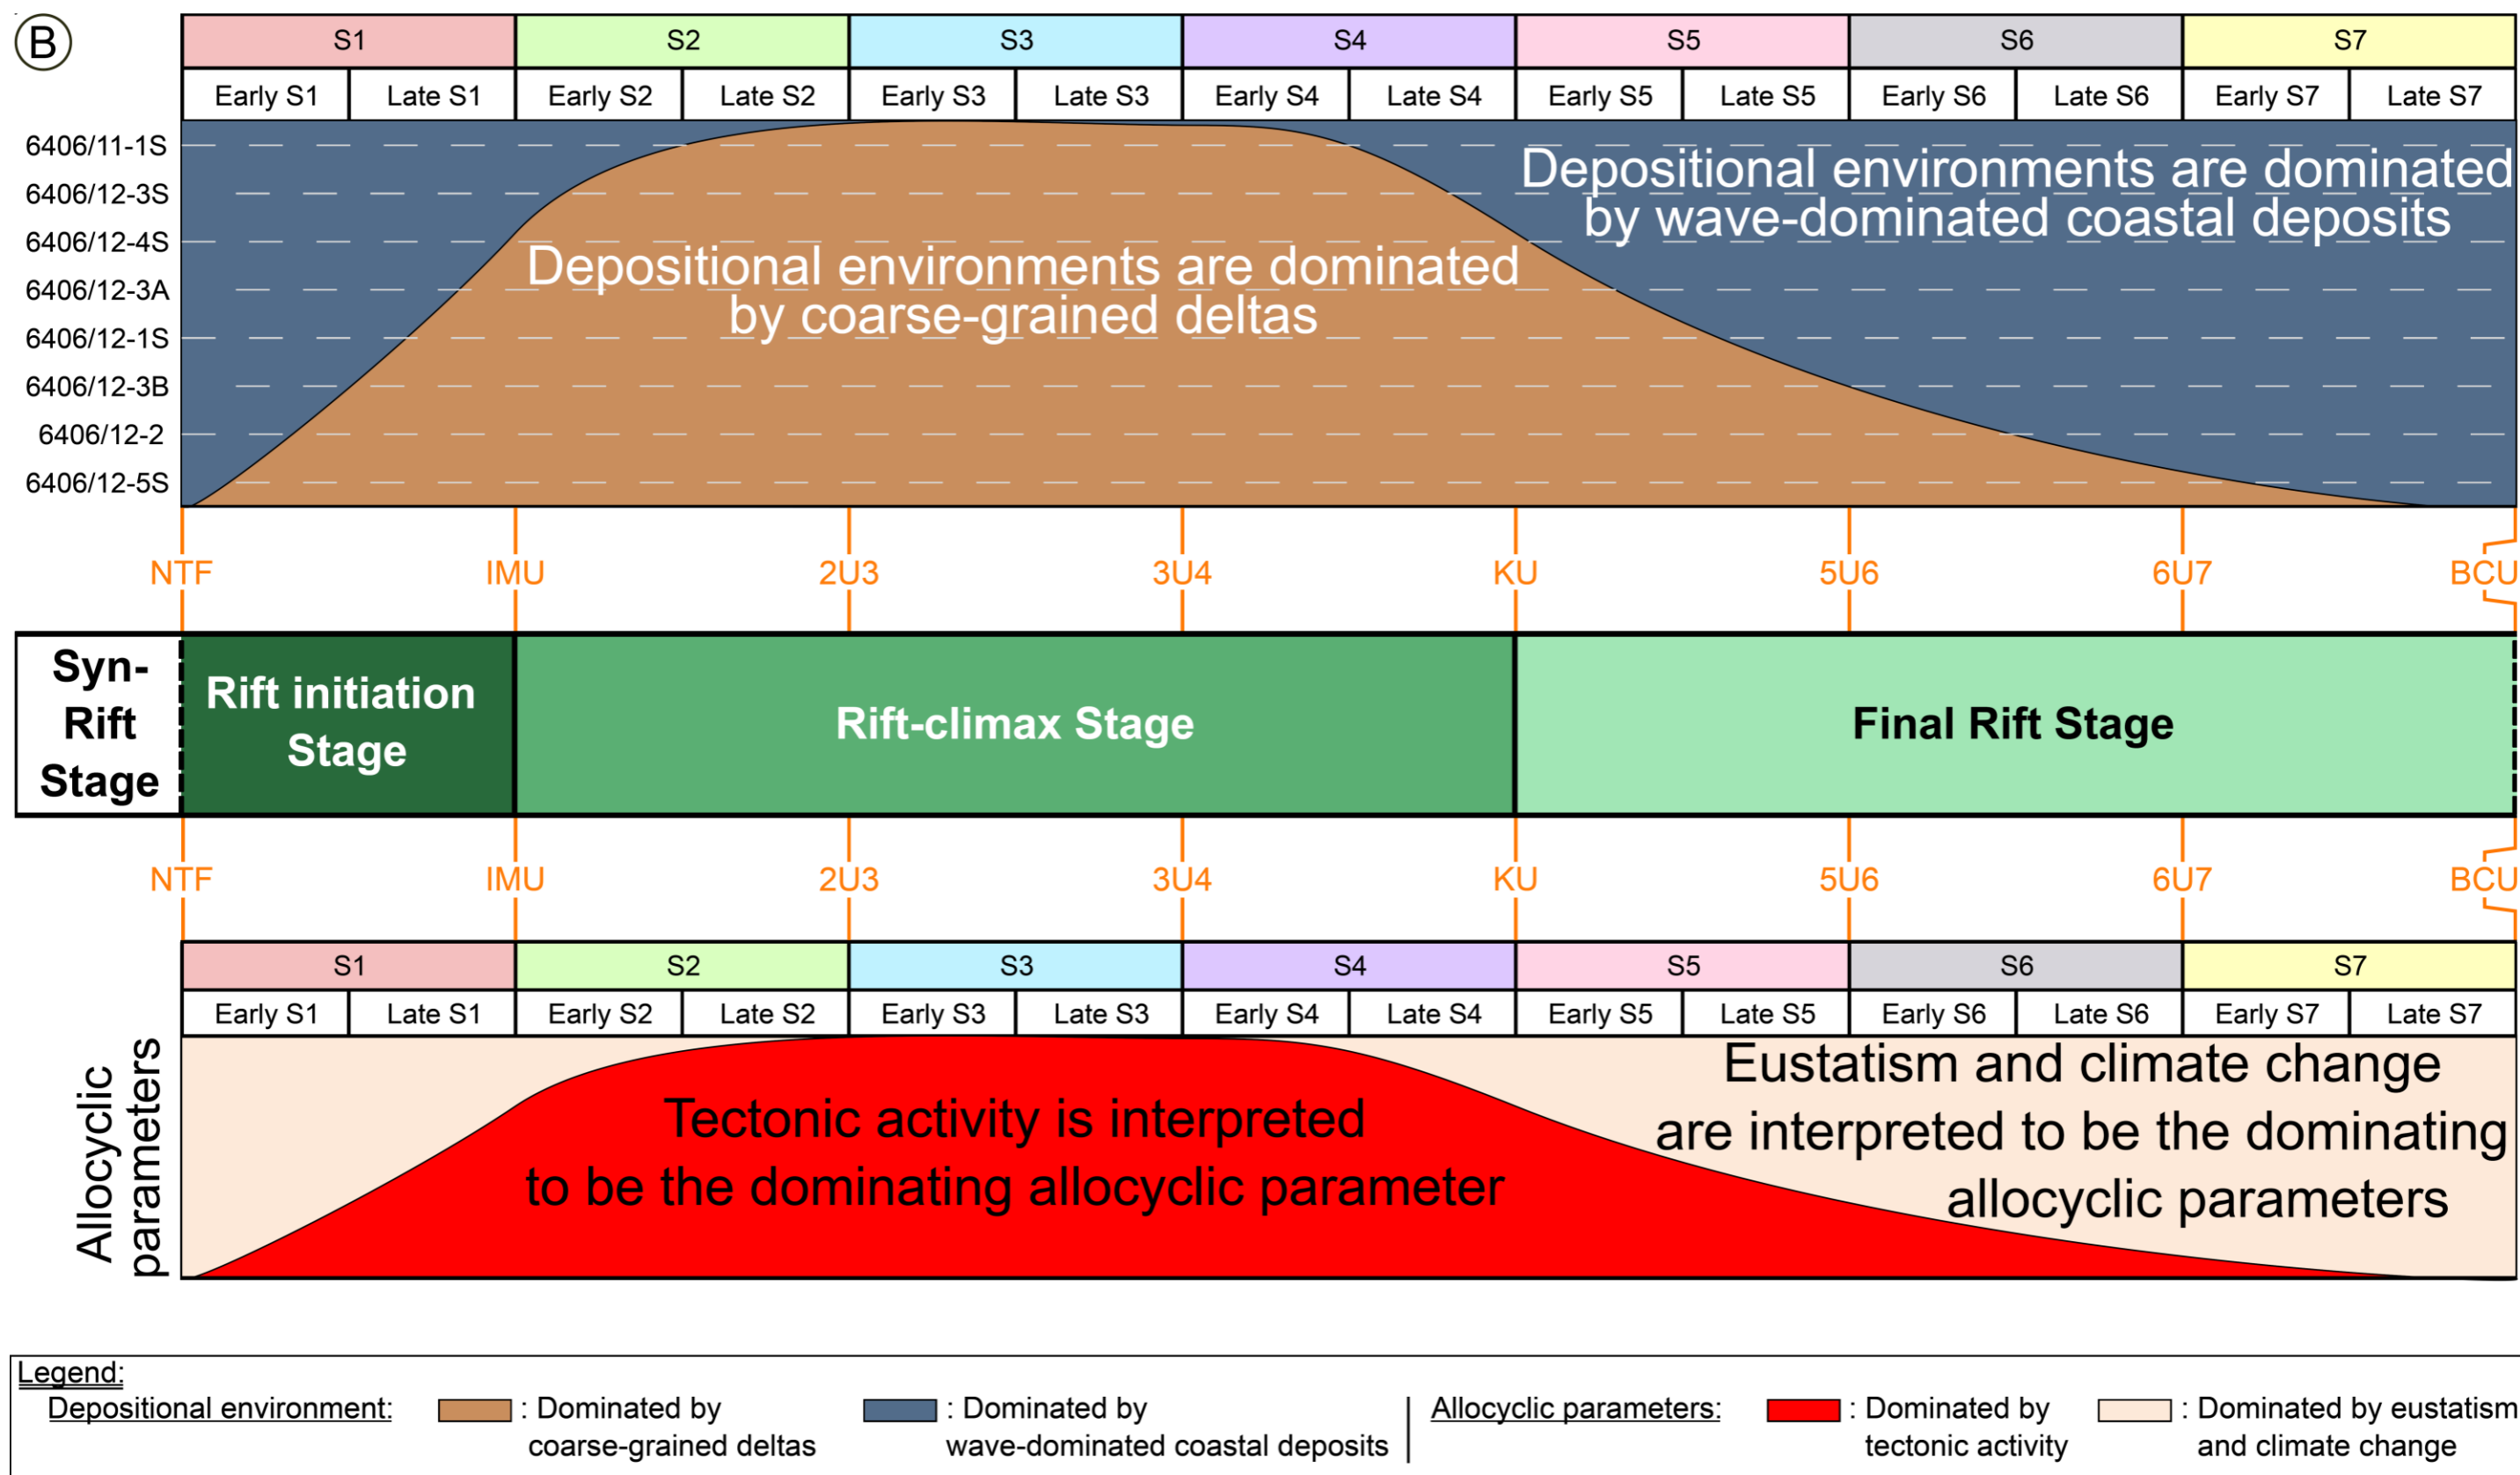 B
S1 S2 S3 S4 S5 S6 S7
Early S1 Late S1 Early S2 Late S2 Early S3 Late S3 Early S4 Late S4 Early S5 Late S5 Early S6 Late S6 Early S7 Late S7
6406/11-1S
6406/12-3S
6406/12-4S
6406/12-3A
6406/12-1S
6406/12-3B
6406/12-2
6406/12-5S
Depositional environments are dominated
by wave-dominated coastal deposits
Depositional environments are dominated
by coarse-grained deltas
NTF IMU 2U3 3U4 KU 5U6 6U7 BCU
Syn-
Rift
Stage
Rift initiation
Stage
Rift-climax Stage
Final Rift Stage
NTF IMU 2U3 3U4 KU 5U6 6U7 BCU
S1 S2 S3 S4 S5 S6 S7
Early S1 Late S1 Early S2 Late S2 Early S3 Late S3 Early S4 Late S4 Early S5 Late S5 Early S6 Late S6 Early S7 Late S7
Allocyclic
parameters
Tectonic activity is interpreted
to be the dominating allocyclic parameter
Eustatism and climate change
are interpreted to be the dominating
allocyclic parameters
Legend:
Depositional environment: : Dominated by
coarse-grained deltas
: Dominated by
wave-dominated coastal deposits
Allocyclic parameters: : Dominated by
tectonic activity
: Dominated by eustatism
and climate change